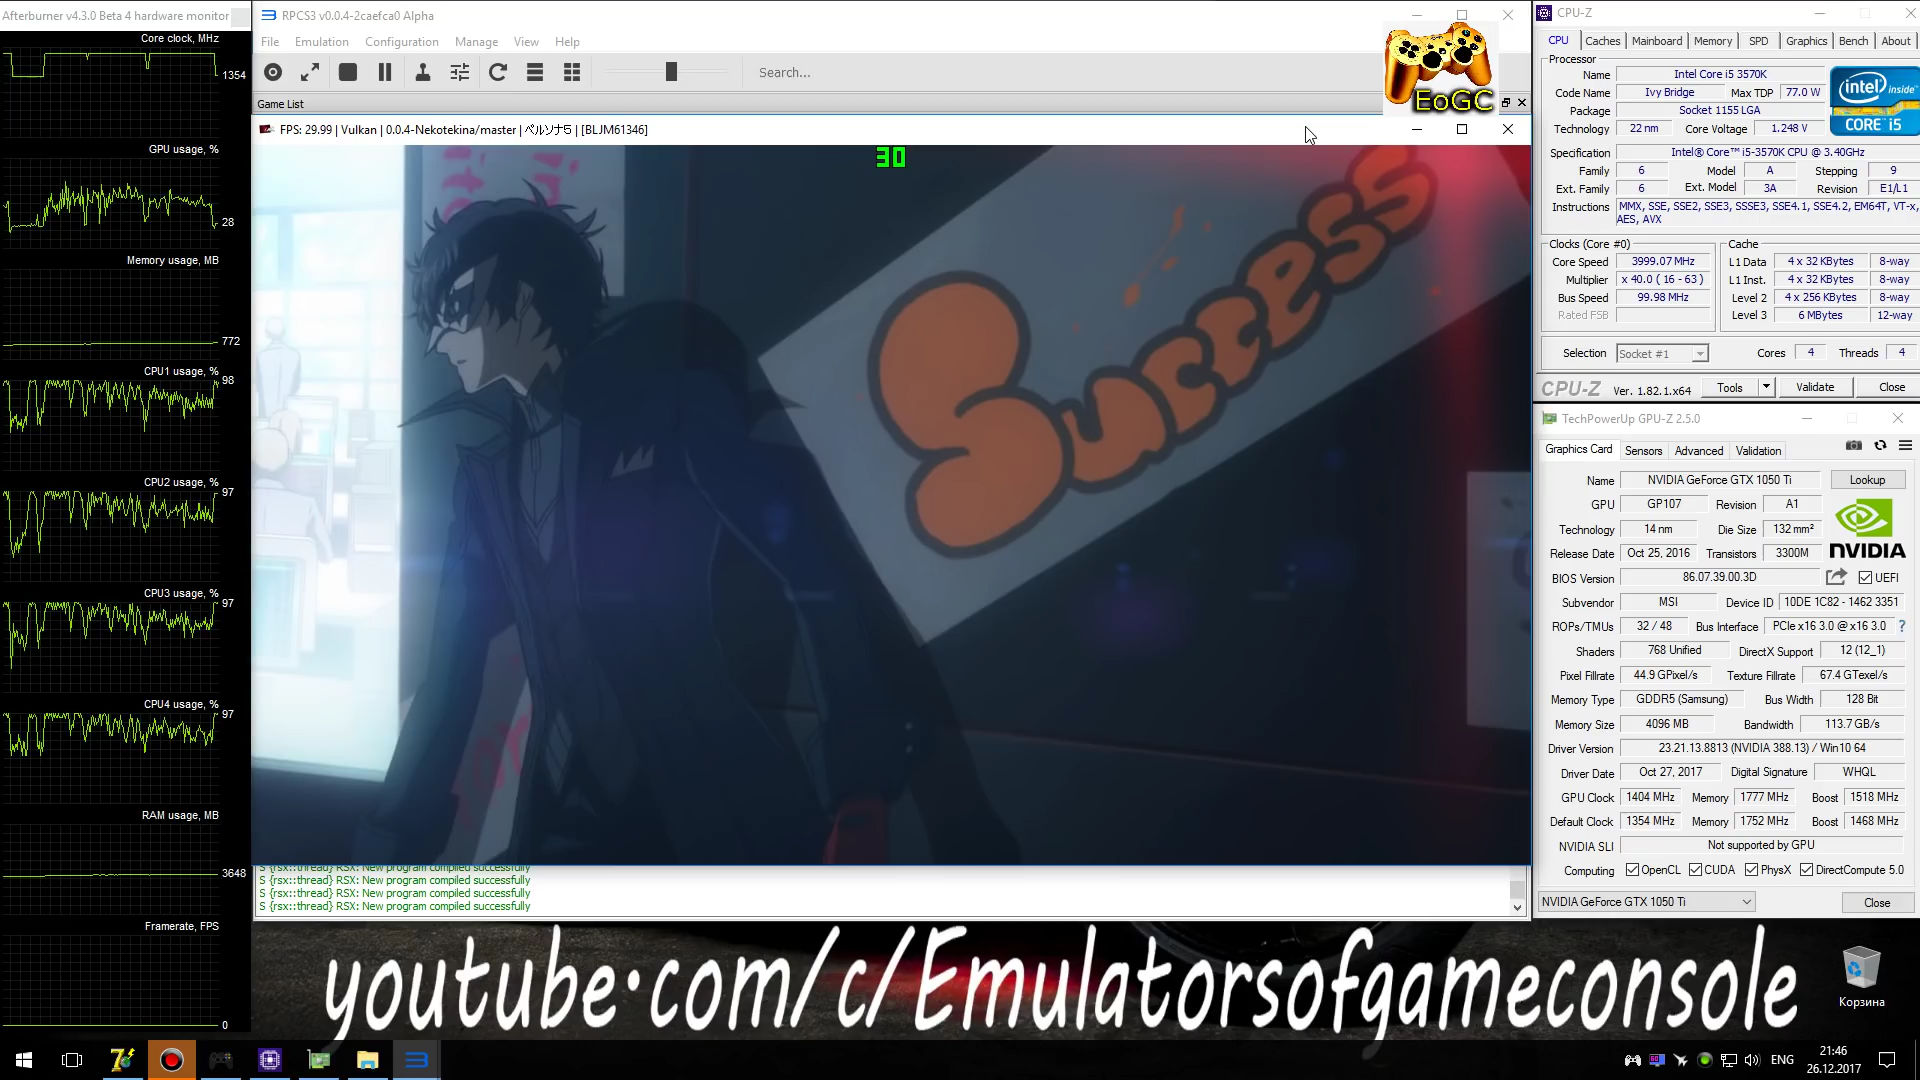 Afterburner v4.3.0 Beta 4 hardware monitor
Core clock, MHz
1354
GPU usage, %
28
Memory usage, MB
772
CPU1 usage, %
98
CPU2 usage, %
97
CPU3 usage, %
97
CPU4 usage, %
97
RAM usage, MB
3648
Framerate, FPS
0
RPCS3 v0.0.4-2caefca0 Alpha
File Emulation Configuration Manage View Help
Search...
EoGC
Game List
FPS: 29.99 | Vulkan | 0.0.4-Nekotekina/master | ペルソナ5 | [BLJM61346]
30
Success
S {rsx::thread} RSX: New program compiled successfully
S {rsx::thread} RSX: New program compiled successfully
S {rsx::thread} RSX: New program compiled successfully
S {rsx::thread} RSX: New program compiled successfully
CPU-Z
CPU Caches Mainboard Memory SPD Graphics Bench About
Processor
Name Intel Core i5 3570K
Code Name Ivy Bridge Max TDP 77.0 W
Package Socket 1155 LGA
Technology 22 nm Core Voltage 1.248 V
intel inside™
CORE™ i5
Specification Intel® Core™ i5-3570K CPU @ 3.40GHz
Family 6 Model A Stepping 9
Ext. Family 6 Ext. Model 3A Revision E1/L1
Instructions MMX, SSE, SSE2, SSE3, SSSE3, SSE4.1, SSE4.2, EM64T, VT-x,
AES, AVX
Clocks (Core #0) Cache
Core Speed 3999.07 MHz L1 Data 4 x 32 KBytes 8-way
Multiplier x 40.0 ( 16 - 63 ) L1 Inst. 4 x 32 KBytes 8-way
Bus Speed 99.98 MHz Level 2 4 x 256 KBytes 8-way
Rated FSB Level 3 6 MBytes 12-way
Selection Socket #1 Cores 4 Threads 4
CPU-Z Ver. 1.82.1.x64 Tools Validate Close
TechPowerUp GPU-Z 2.5.0
Graphics Card Sensors Advanced Validation
Name NVIDIA GeForce GTX 1050 Ti Lookup
GPU GP107 Revision A1
Technology 14 nm Die Size 132 mm²
Release Date Oct 25, 2016 Transistors 3300M
NVIDIA
BIOS Version 86.07.39.00.3D UEFI
Subvendor MSI Device ID 10DE 1C82 - 1462 3351
ROPs/TMUs 32 / 48 Bus Interface PCIe x16 3.0 @ x16 3.0 ?
Shaders 768 Unified DirectX Support 12 (12_1)
Pixel Fillrate 44.9 GPixel/s Texture Fillrate 67.4 GTexel/s
Memory Type GDDR5 (Samsung) Bus Width 128 Bit
Memory Size 4096 MB Bandwidth 113.7 GB/s
Driver Version 23.21.13.8813 (NVIDIA 388.13) / Win10 64
Driver Date Oct 27, 2017 Digital Signature WHQL
GPU Clock 1404 MHz Memory 1777 MHz Boost 1518 MHz
Default Clock 1354 MHz Memory 1752 MHz Boost 1468 MHz
NVIDIA SLI Not supported by GPU
Computing OpenCL CUDA PhysX DirectCompute 5.0
NVIDIA GeForce GTX 1050 Ti Close
youtube.com/c/Emulatorsofgameconsole
Корзина
ENG
21:46
26.12.2017